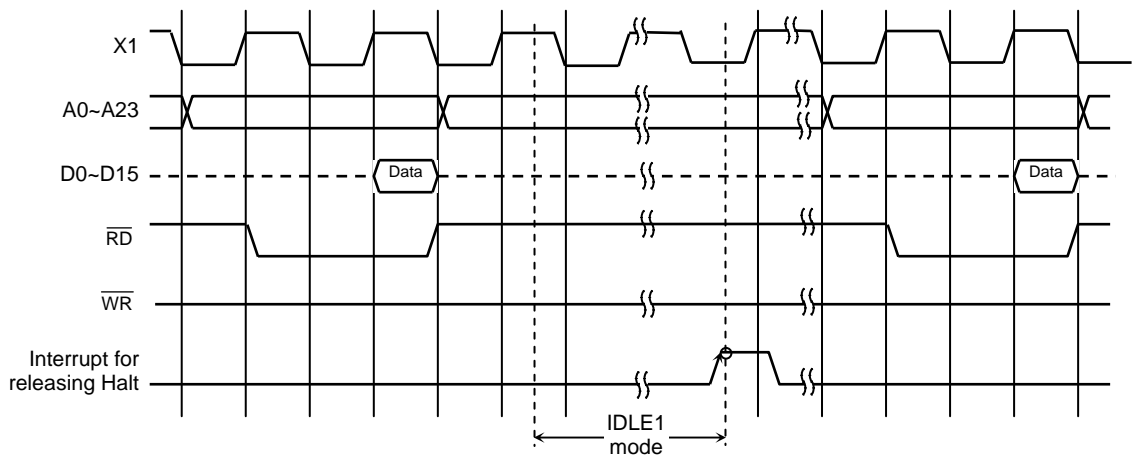 X1
A0~A23
D0~D15
Data
Data
RD
WR
Interrupt for
releasing Halt
IDLE1
mode